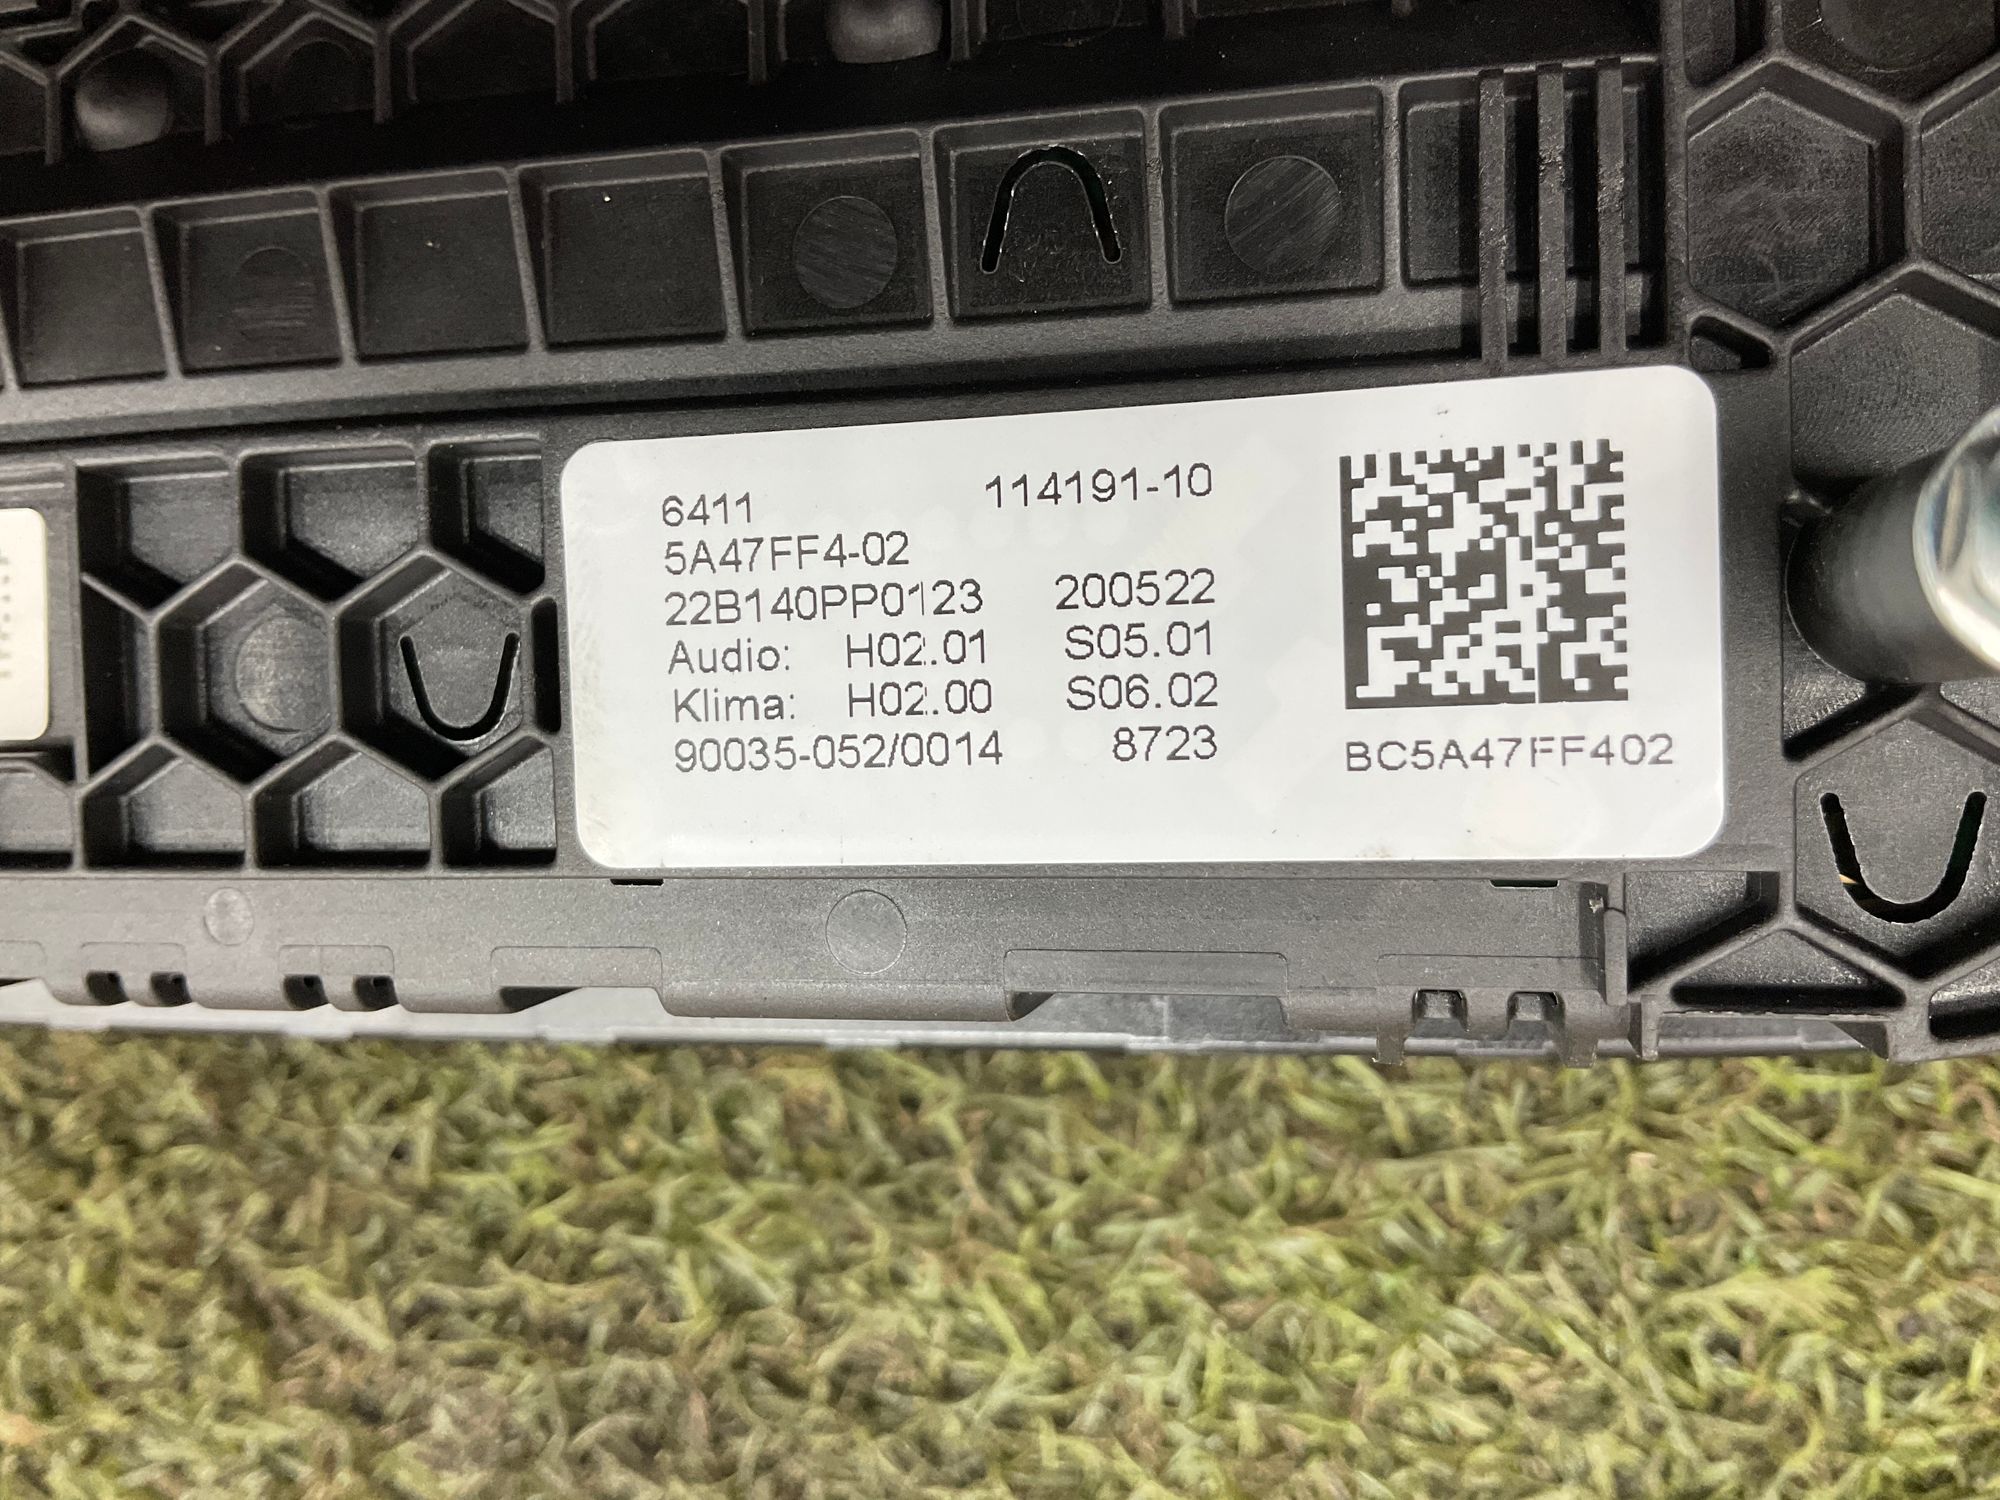 6411 114191-10
5A47FF4-02
22B140PP0123 200522
Audio: H02.01 S05.01
Klima: H02.00 S06.02
90035-052/0014 8723
BC5A47FF402